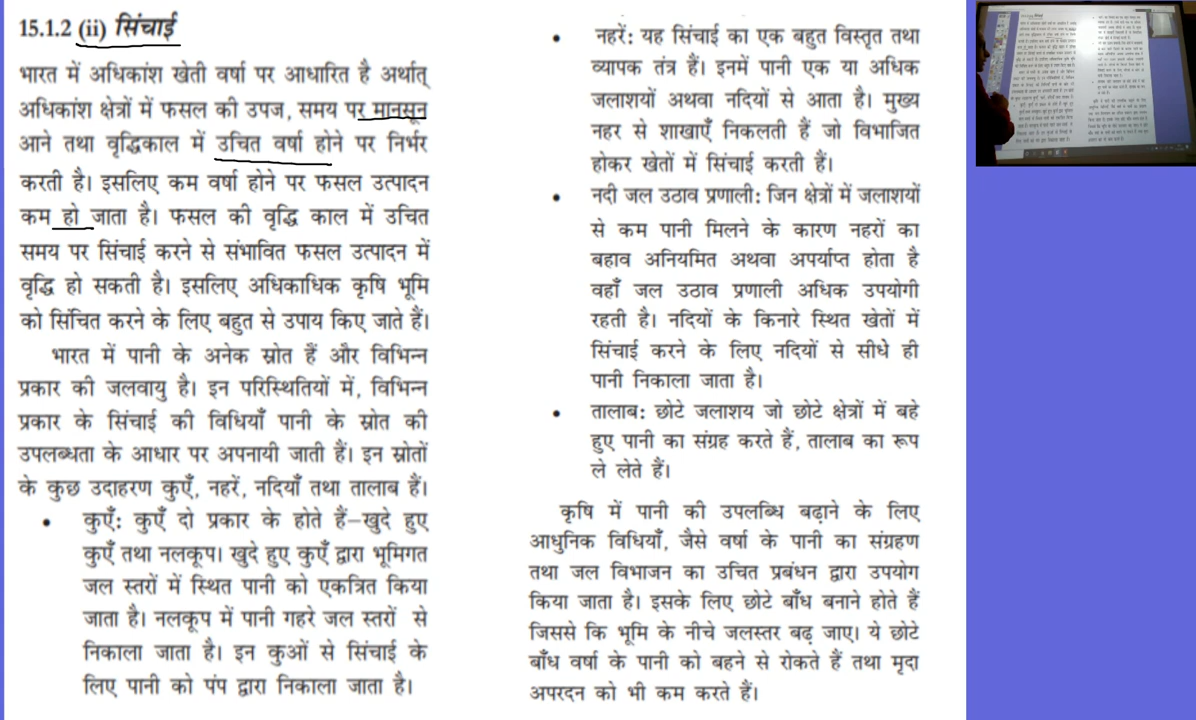 15.1.2 (ii) सिंचाई
भारत में अधिकांश खेती वर्षा पर आधारित है अर्थात्
अधिकांश क्षेत्रों में फसल की उपज, समय पर मानसून
आने तथा वृद्धिकाल में उचित वर्षा होने पर निर्भर
करती है। इसलिए कम वर्षा होने पर फसल उत्पादन
कम हो जाता है। फसल की वृद्धि काल में उचित
समय पर सिंचाई करने से संभावित फसल उत्पादन में
वृद्धि हो सकती है। इसलिए अधिकाधिक कृषि भूमि
को सिंचित करने के लिए बहुत से उपाय किए जाते हैं।
भारत में पानी के अनेक स्रोत हैं और विभिन्न
प्रकार की जलवायु है। इन परिस्थितियों में, विभिन्न
प्रकार के सिंचाई की विधियाँ पानी के स्रोत की
उपलब्धता के आधार पर अपनायी जाती हैं। इन स्रोतों
के कुछ उदाहरण कुएँ, नहरें, नदियाँ तथा तालाब हैं।
• कुएँ: कुएँ दो प्रकार के होते हैं–खुदे हुए
कुएँ तथा नलकूप। खुदे हुए कुएँ द्वारा भूमिगत
जल स्तरों में स्थित पानी को एकत्रित किया
जाता है। नलकूप में पानी गहरे जल स्तरों से
निकाला जाता है। इन कुओं से सिंचाई के
लिए पानी को पंप द्वारा निकाला जाता है।
• नहरें: यह सिंचाई का एक बहुत विस्तृत तथा
व्यापक तंत्र हैं। इनमें पानी एक या अधिक
जलाशयों अथवा नदियों से आता है। मुख्य
नहर से शाखाएँ निकलती हैं जो विभाजित
होकर खेतों में सिंचाई करती हैं।
• नदी जल उठाव प्रणाली: जिन क्षेत्रों में जलाशयों
से कम पानी मिलने के कारण नहरों का
बहाव अनियमित अथवा अपर्याप्त होता है
वहाँ जल उठाव प्रणाली अधिक उपयोगी
रहती है। नदियों के किनारे स्थित खेतों में
सिंचाई करने के लिए नदियों से सीधे ही
पानी निकाला जाता है।
• तालाब: छोटे जलाशय जो छोटे क्षेत्रों में बहे
हुए पानी का संग्रह करते हैं, तालाब का रूप
ले लेते हैं।
कृषि में पानी की उपलब्धि बढ़ाने के लिए
आधुनिक विधियाँ, जैसे वर्षा के पानी का संग्रहण
तथा जल विभाजन का उचित प्रबंधन द्वारा उपयोग
किया जाता है। इसके लिए छोटे बाँध बनाने होते हैं
जिससे कि भूमि के नीचे जलस्तर बढ़ जाए। ये छोटे
बाँध वर्षा के पानी को बहने से रोकते हैं तथा मृदा
अपरदन को भी कम करते हैं।